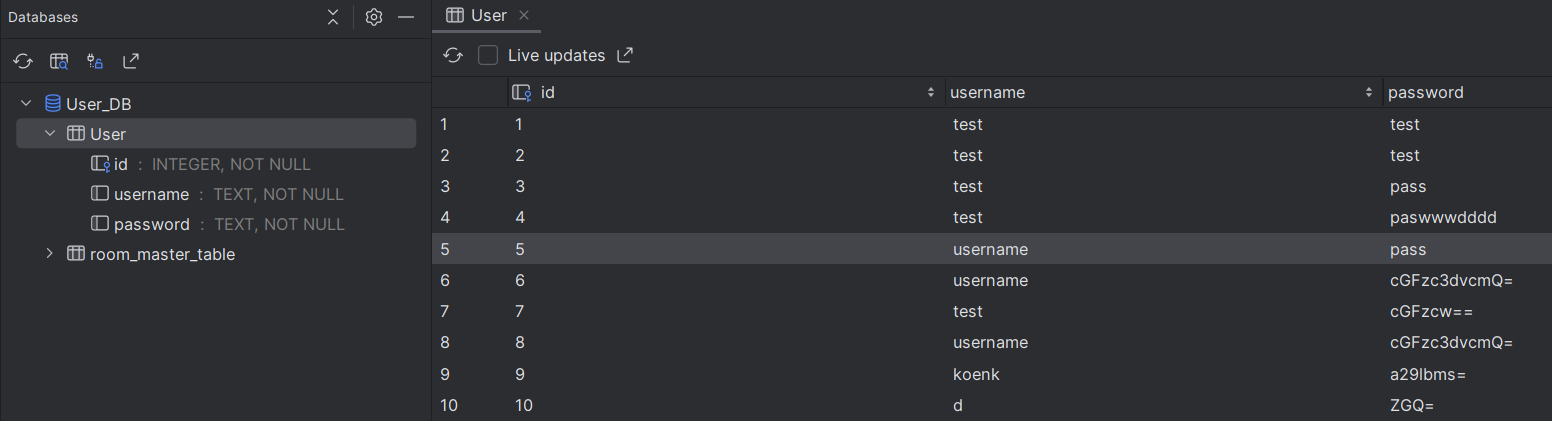 Databases
User_DB
User
id : INTEGER, NOT NULL
username : TEXT, NOT NULL
password : TEXT, NOT NULL
room_master_table
User
Live updates
id username password
1 1 test test
2 2 test test
3 3 test pass
4 4 test paswwwdddd
5 5 username pass
6 6 username cGFzc3dvcmQ=
7 7 test cGFzcw==
8 8 username cGFzc3dvcmQ=
9 9 koenk a29lbms=
10 10 d ZGQ=